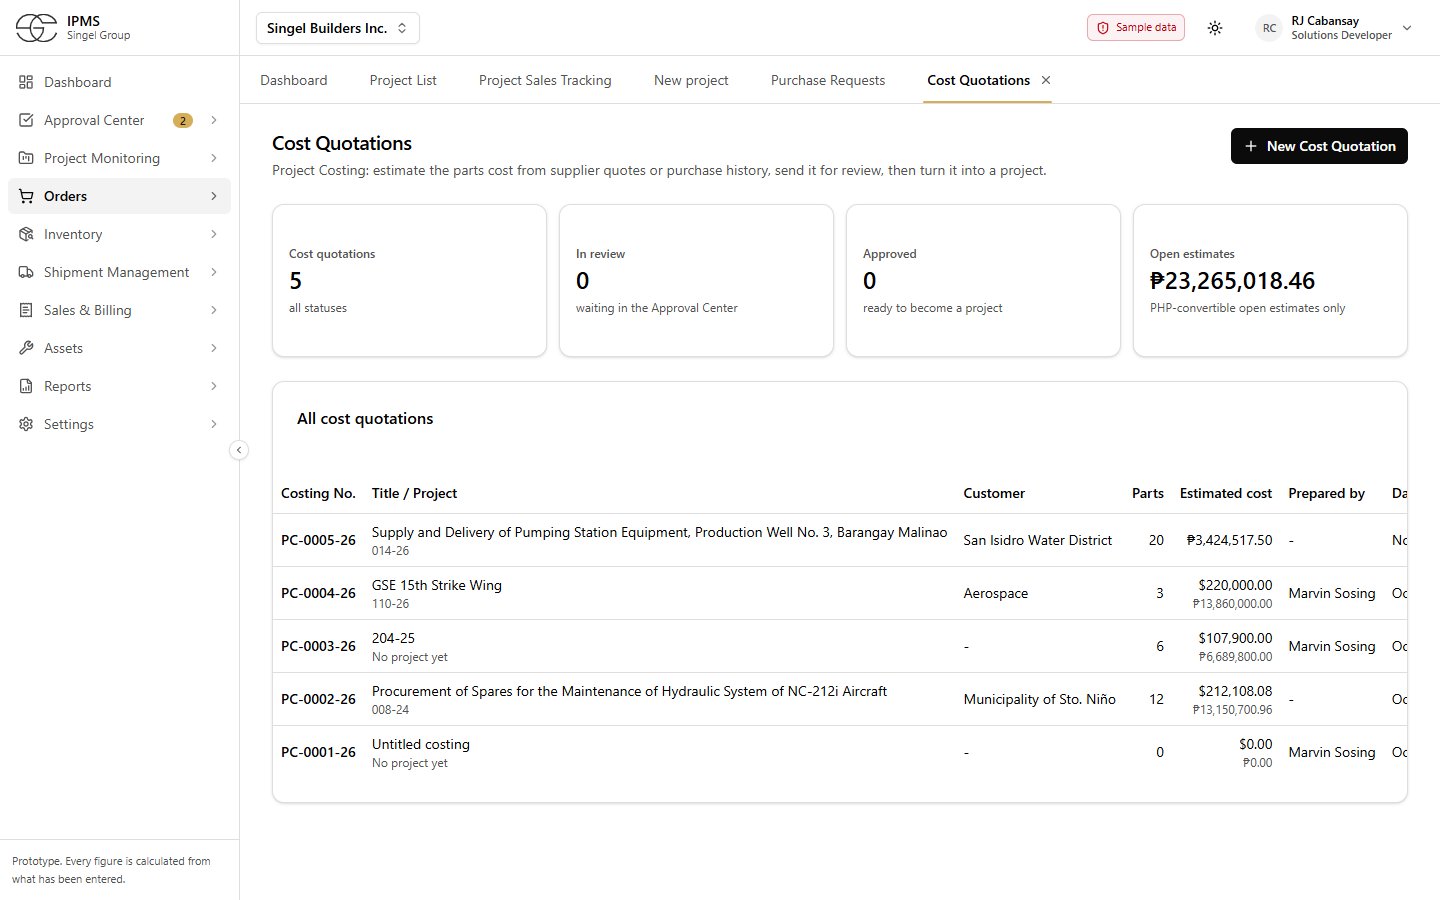 IPMS
Singel Group
Singel Builders Inc.
Sample data
RC
RJ Cabansay
Solutions Developer
Dashboard
Approval Center 2
Project Monitoring
Orders
Inventory
Shipment Management
Sales & Billing
Assets
Reports
Settings
Prototype. Every figure is calculated from
what has been entered.
Dashboard Project List Project Sales Tracking New project Purchase Requests Cost Quotations
Cost Quotations
Project Costing: estimate the parts cost from supplier quotes or purchase history, send it for review, then turn it into a project.
New Cost Quotation
Cost quotations
5
all statuses
In review
0
waiting in the Approval Center
Approved
0
ready to become a project
Open estimates
₱23,265,018.46
PHP-convertible open estimates only
All cost quotations
Costing No. Title / Project Customer Parts Estimated cost Prepared by Da
PC-0005-26 Supply and Delivery of Pumping Station Equipment, Production Well No. 3, Barangay Malinao San Isidro Water District 20 ₱3,424,517.50 - No
014-26
PC-0004-26 GSE 15th Strike Wing Aerospace 3 $220,000.00 Marvin Sosing Oc
110-26 ₱13,860,000.00
PC-0003-26 204-25 - 6 $107,900.00 Marvin Sosing Oc
No project yet ₱6,689,800.00
PC-0002-26 Procurement of Spares for the Maintenance of Hydraulic System of NC-212i Aircraft Municipality of Sto. Niño 12 $212,108.08 - Oc
008-24 ₱13,150,700.96
PC-0001-26 Untitled costing - 0 $0.00 Marvin Sosing Oc
No project yet ₱0.00